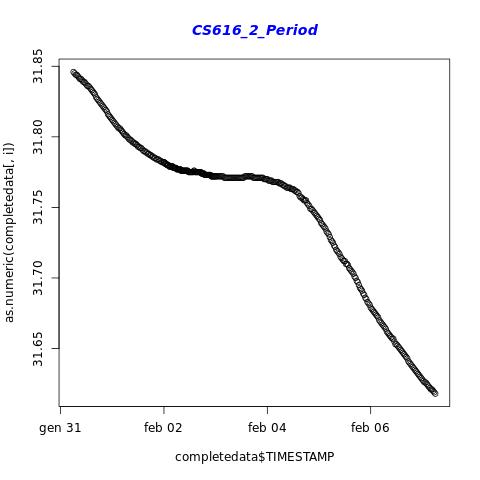 CS616_2_Period
as.numeric(completedata[, i])
31.85
31.80
31.75
31.70
31.65
gen 31
feb 02
feb 04
feb 06
completedata$TIMESTAMP